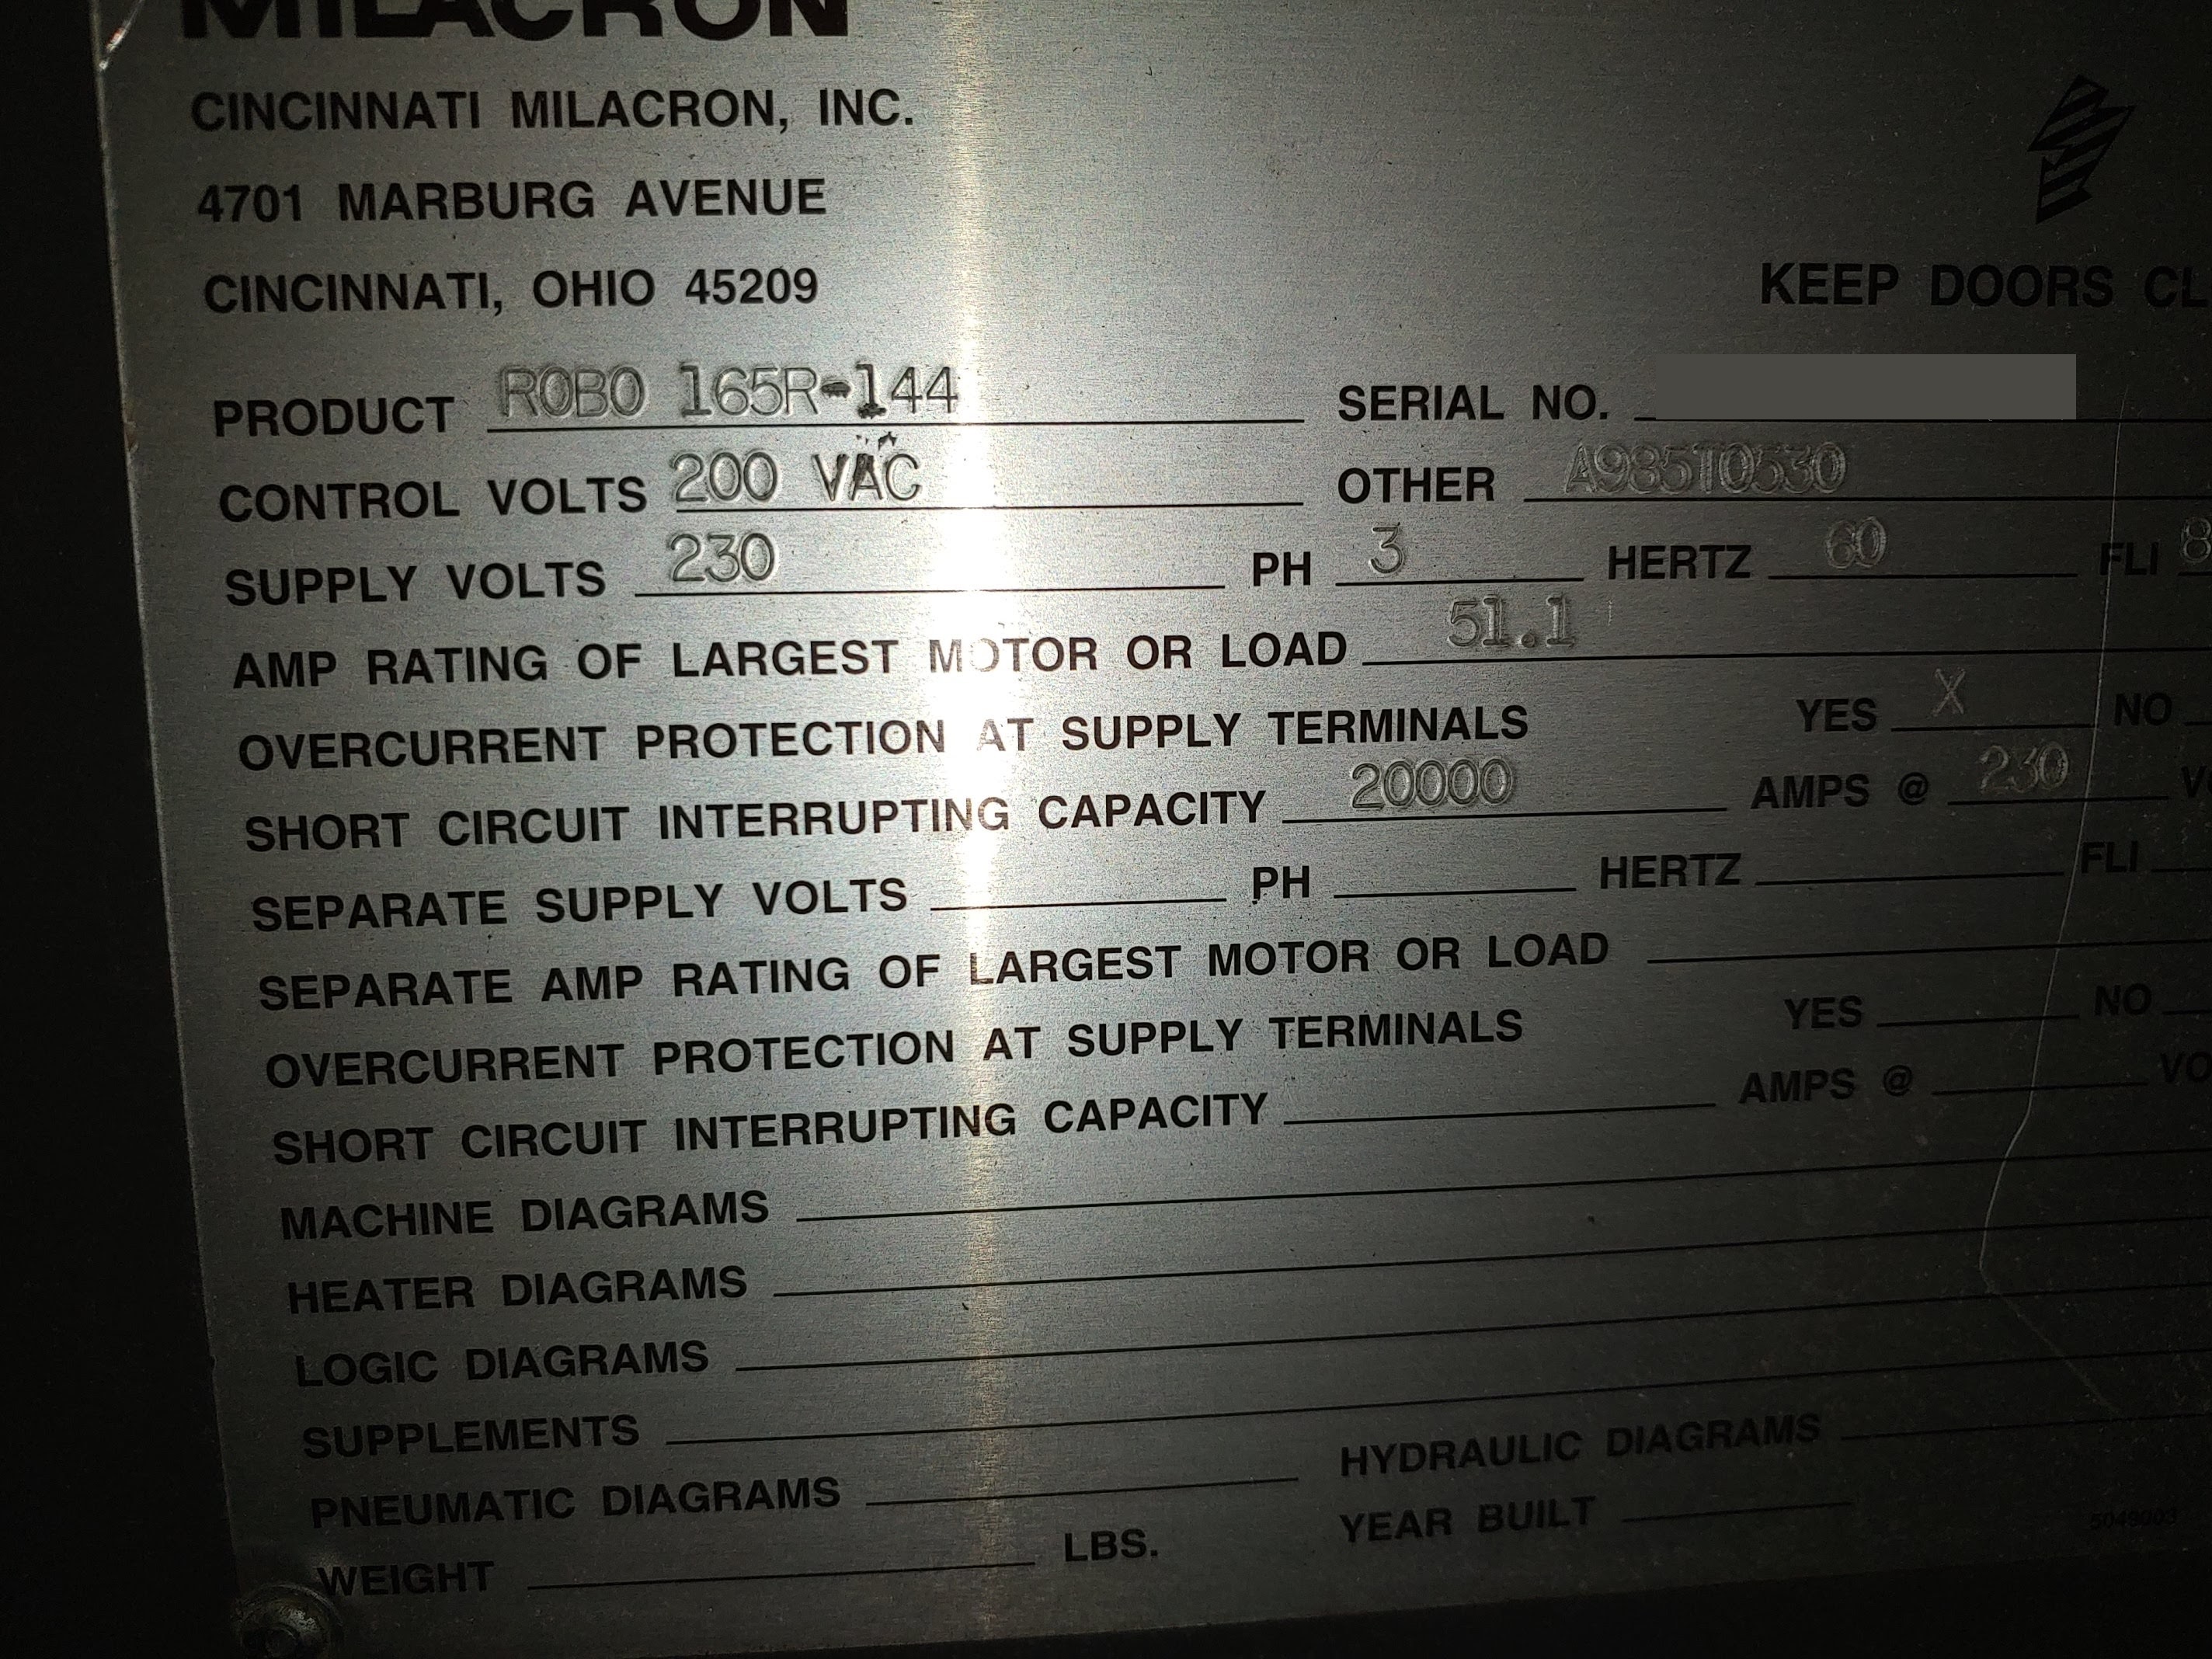 MILACRON
CINCINNATI MILACRON, INC.
4701 MARBURG AVENUE
CINCINNATI, OHIO 45209
KEEP DOORS CL
PRODUCT ROBO 165R-144 SERIAL NO.
CONTROL VOLTS 200 VAC OTHER A985T0530
SUPPLY VOLTS 230 PH 3 HERTZ 60 FLI 8
AMP RATING OF LARGEST MOTOR OR LOAD 51.1
OVERCURRENT PROTECTION AT SUPPLY TERMINALS YES X NO
SHORT CIRCUIT INTERRUPTING CAPACITY 20000 AMPS @ 230 V
SEPARATE SUPPLY VOLTS PH HERTZ FLI
SEPARATE AMP RATING OF LARGEST MOTOR OR LOAD
OVERCURRENT PROTECTION AT SUPPLY TERMINALS YES NO
SHORT CIRCUIT INTERRUPTING CAPACITY AMPS @ VO
MACHINE DIAGRAMS
HEATER DIAGRAMS
LOGIC DIAGRAMS
SUPPLEMENTS
PNEUMATIC DIAGRAMS HYDRAULIC DIAGRAMS
WEIGHT LBS. YEAR BUILT
5049003